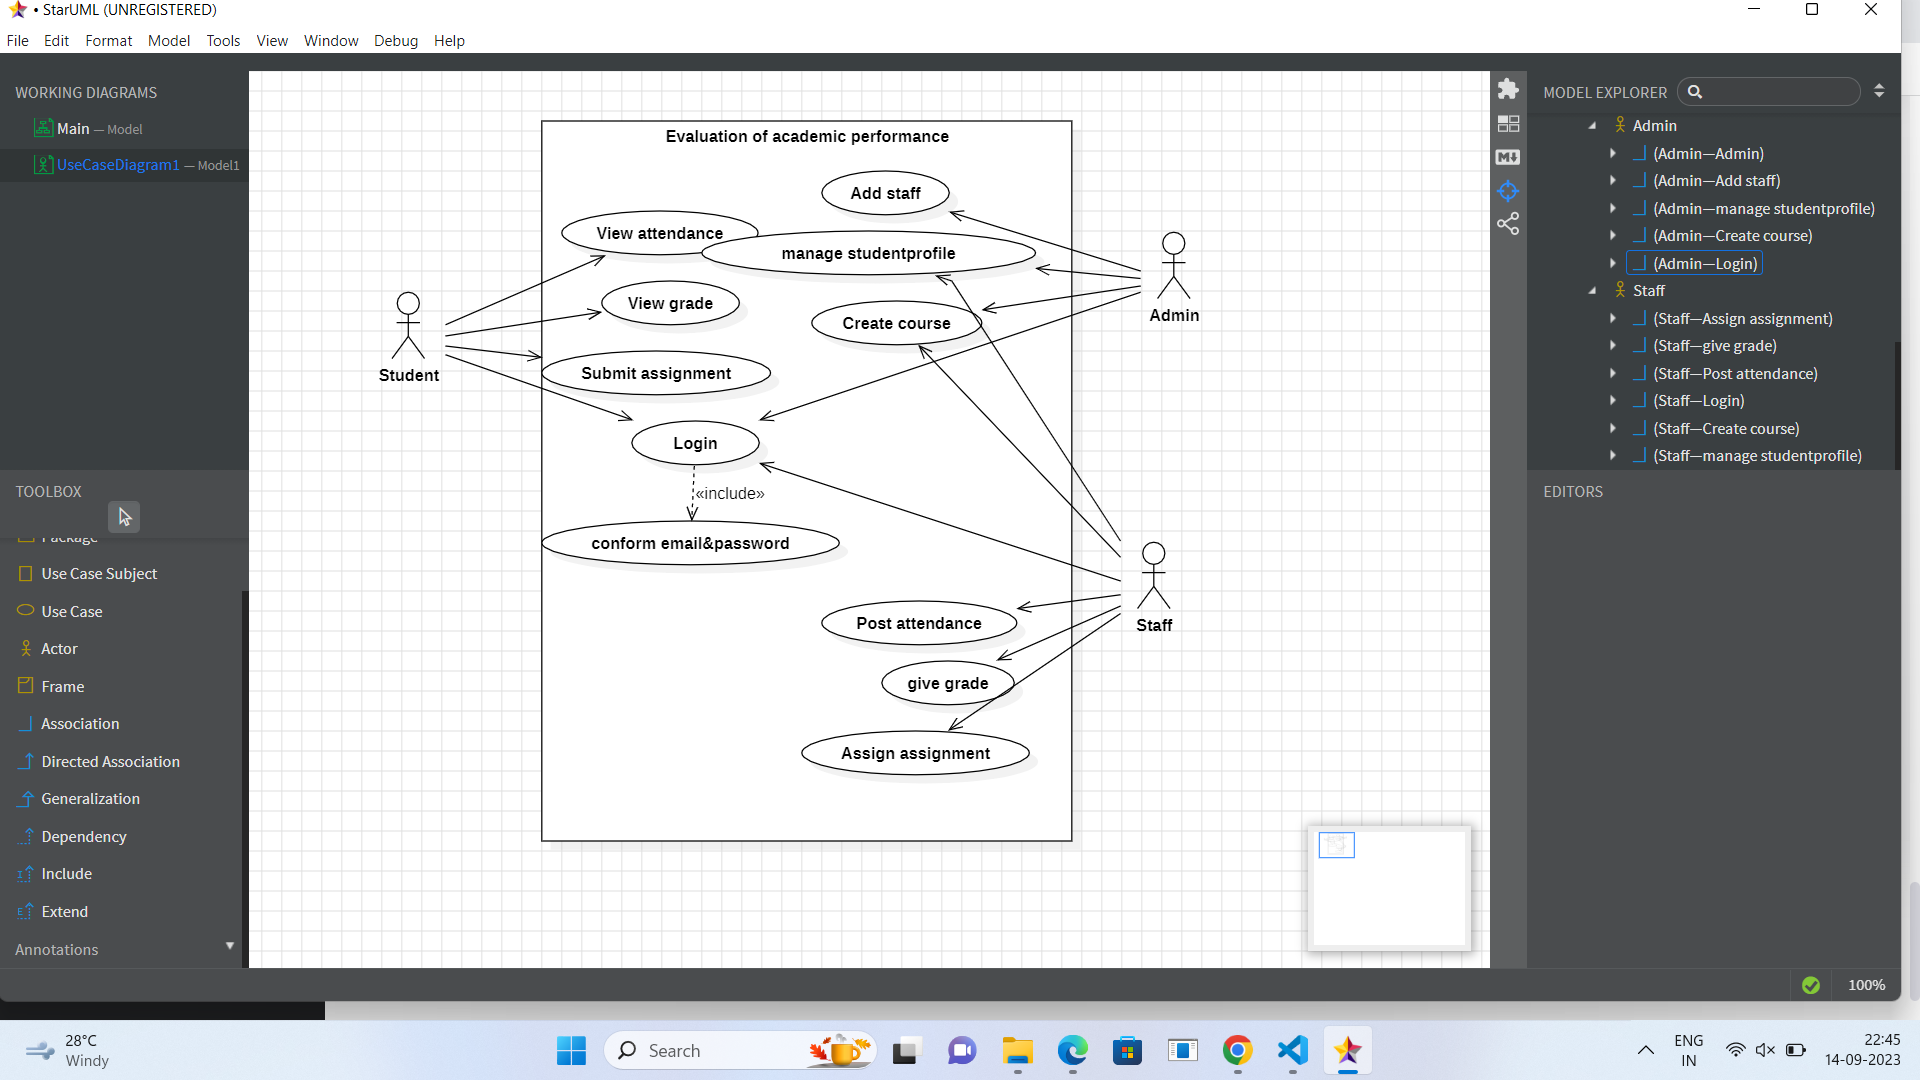 • StarUML (UNREGISTERED)
File Edit Format Model Tools View Window Debug Help
WORKING DIAGRAMS
Main — Model
UseCaseDiagram1 — Model1
TOOLBOX
Package
Use Case Subject
Use Case
Actor
Frame
Association
Directed Association
Generalization
Dependency
Include
Extend
Annotations
Evaluation of academic performance
Add staff
View attendance
manage studentprofile
View grade
Create course
Admin
Student
Submit assignment
Login
«include»
conform email&password
Post attendance
Staff
give grade
Assign assignment
MODEL EXPLORER
Admin
(Admin—Admin)
(Admin—Add staff)
(Admin—manage studentprofile)
(Admin—Create course)
(Admin—Login)
Staff
(Staff—Assign assignment)
(Staff—give grade)
(Staff—Post attendance)
(Staff—Login)
(Staff—Create course)
(Staff—manage studentprofile)
EDITORS
100%
28°C
Windy
Search
ENG
IN
22:45
14-09-2023